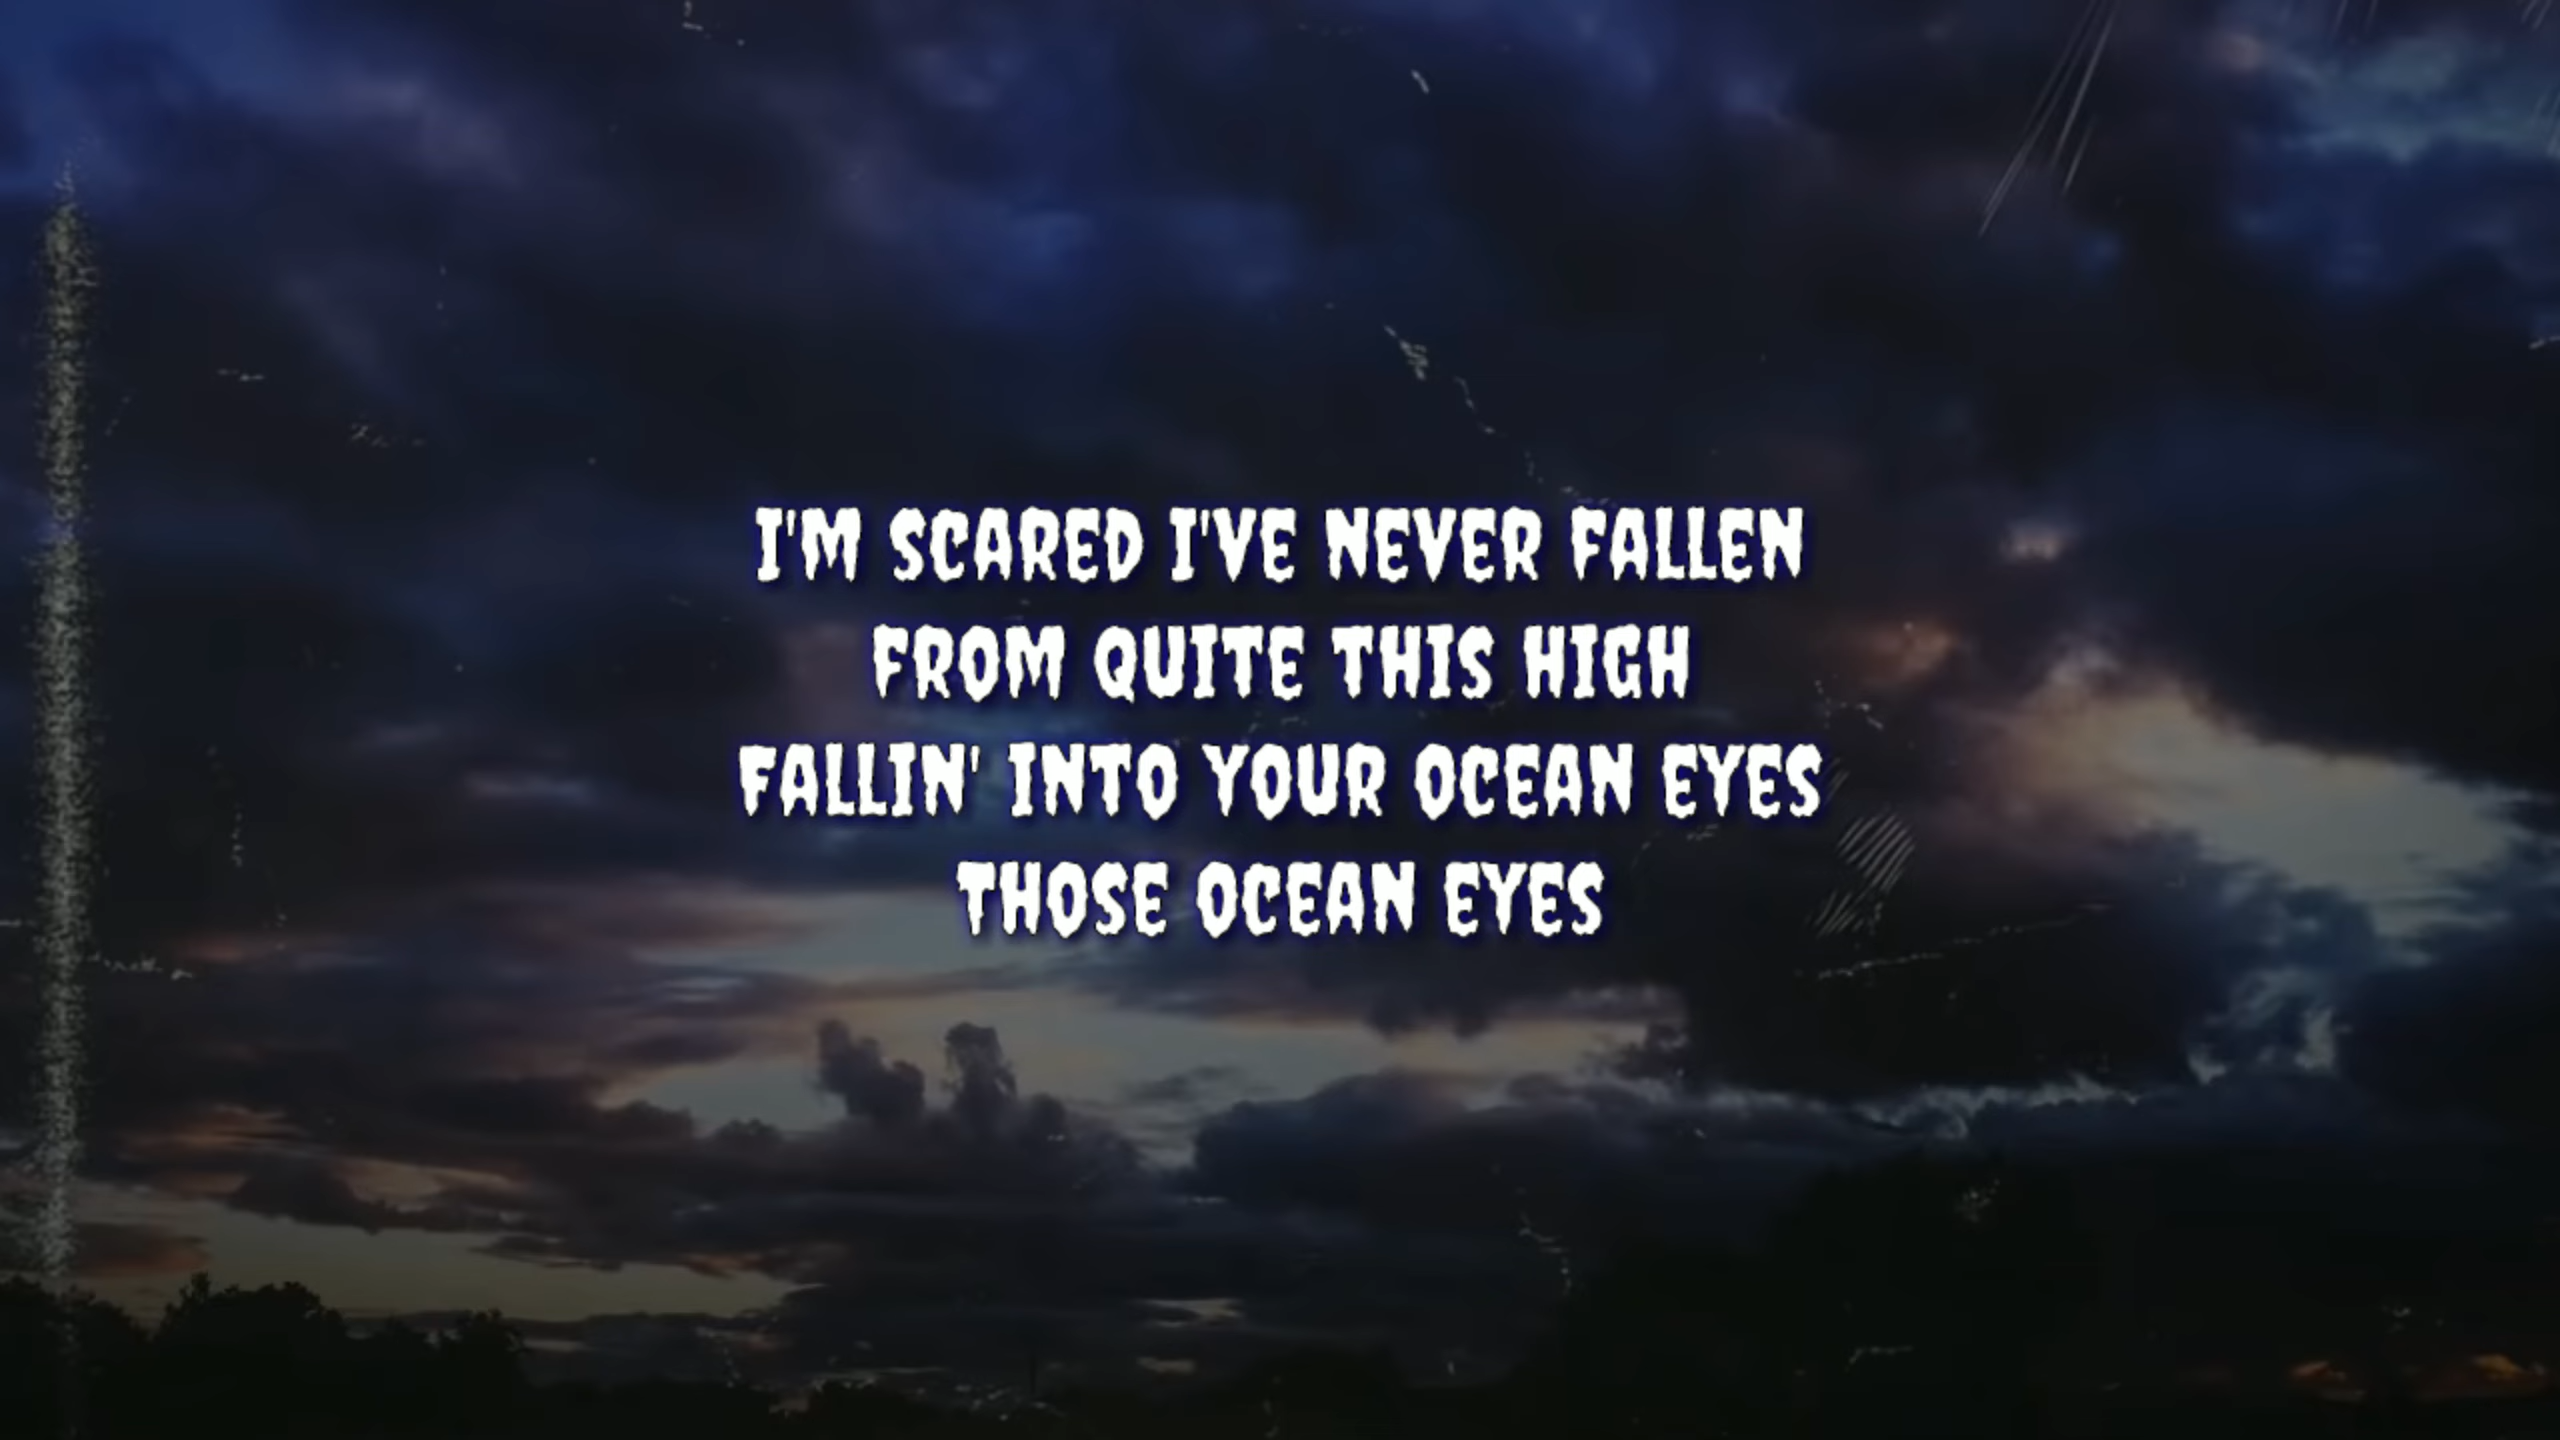 I'M SCARED I'VE NEVER FALLEN
FROM QUITE THIS HIGH
FALLIN' INTO YOUR OCEAN EYES
THOSE OCEAN EYES